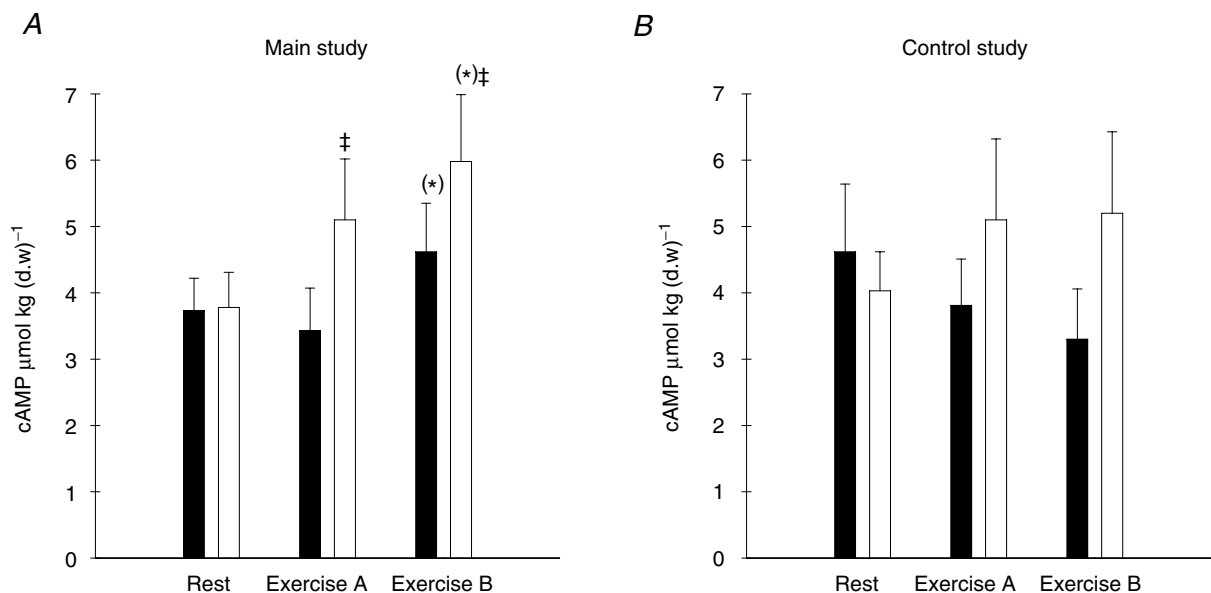 A
Main study
cAMP μmol kg (d.w)⁻¹
7
6
5
4
3
2
1
0
‡
(*)
(*)‡
Rest
Exercise A
Exercise B
B
Control study
cAMP μmol kg (d.w)⁻¹
7
6
5
4
3
2
1
0
Rest
Exercise A
Exercise B